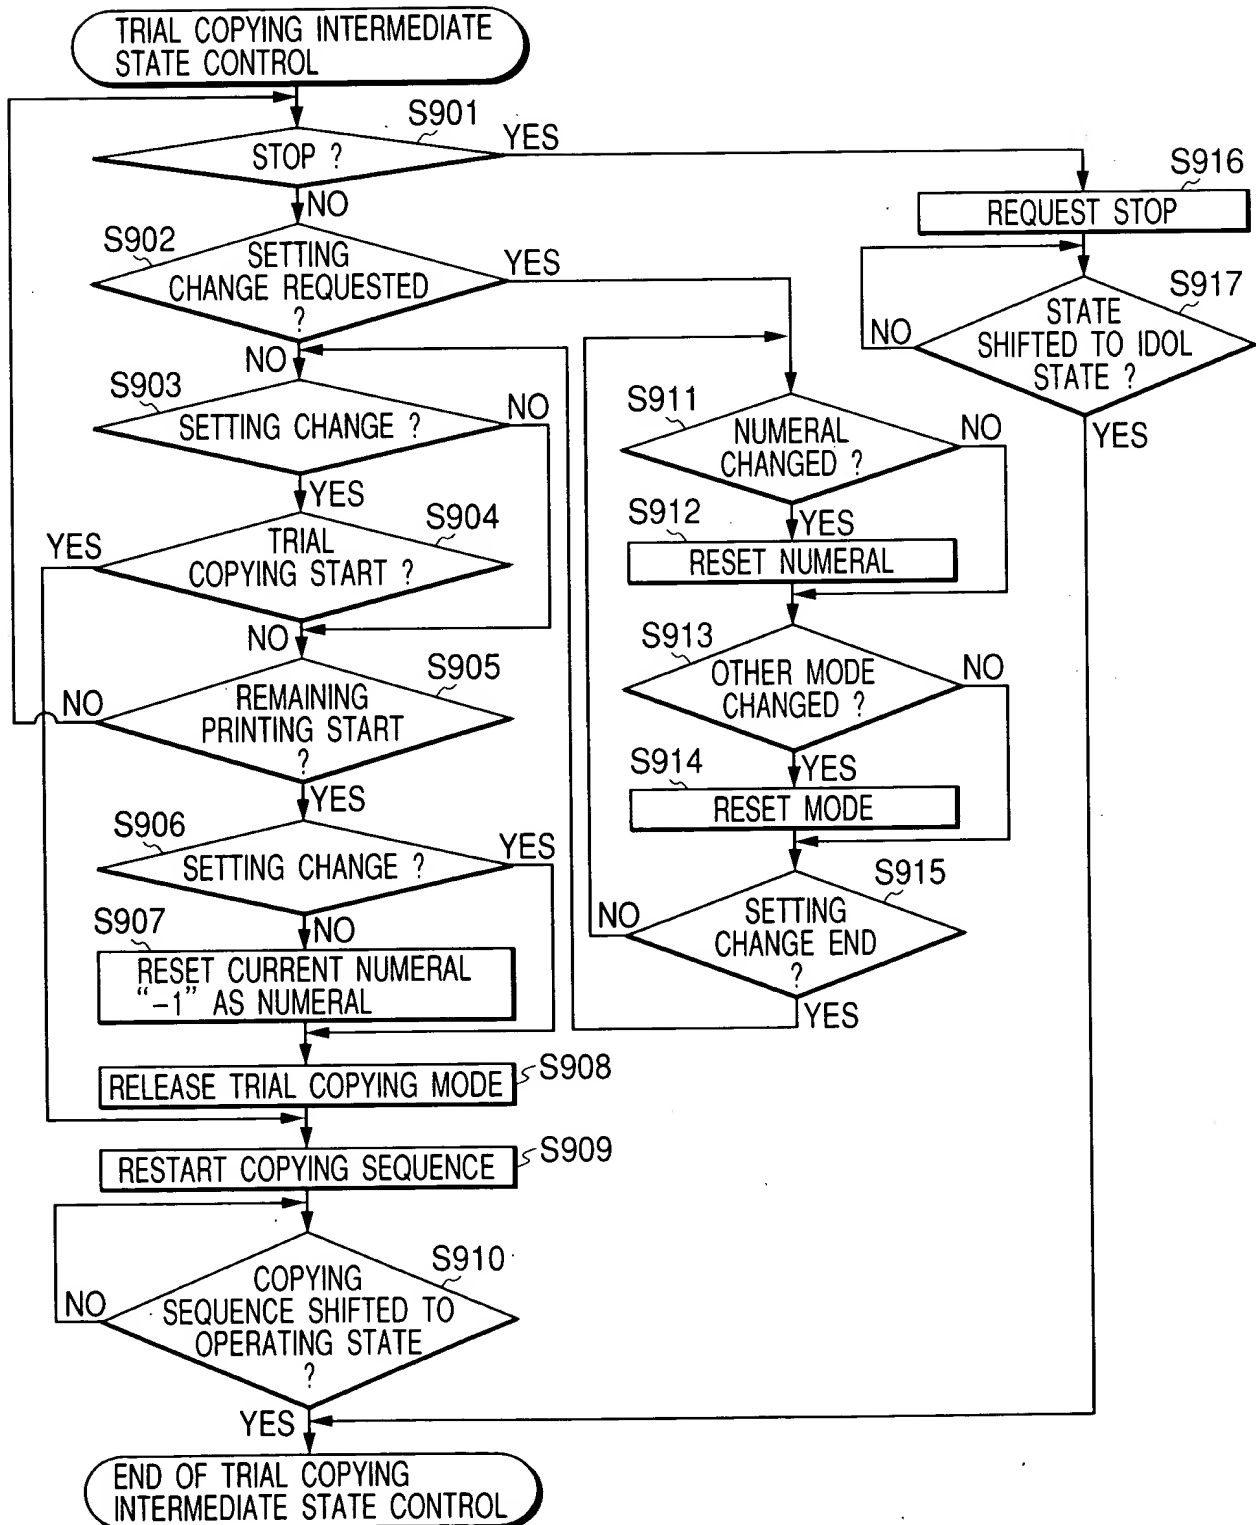 TRIAL COPYING INTERMEDIATE
STATE CONTROL
S901
STOP ?
YES
NO
S916
REQUEST STOP
S902
SETTING
CHANGE REQUESTED
?
YES
NO
S917
STATE
SHIFTED TO IDOL
STATE ?
NO
YES
S903
SETTING CHANGE ?
NO
YES
S911
NUMERAL
CHANGED ?
NO
YES
S904
TRIAL
COPYING START ?
YES
NO
S912
RESET NUMERAL
S905
REMAINING
PRINTING START
?
NO
YES
S913
OTHER MODE
CHANGED ?
NO
YES
S914
RESET MODE
S906
SETTING CHANGE ?
YES
NO
S915
SETTING
CHANGE END
?
NO
YES
S907
RESET CURRENT NUMERAL
“−1” AS NUMERAL
RELEASE TRIAL COPYING MODE
S908
RESTART COPYING SEQUENCE
S909
S910
COPYING
SEQUENCE SHIFTED TO
OPERATING STATE
?
NO
YES
END OF TRIAL COPYING
INTERMEDIATE STATE CONTROL